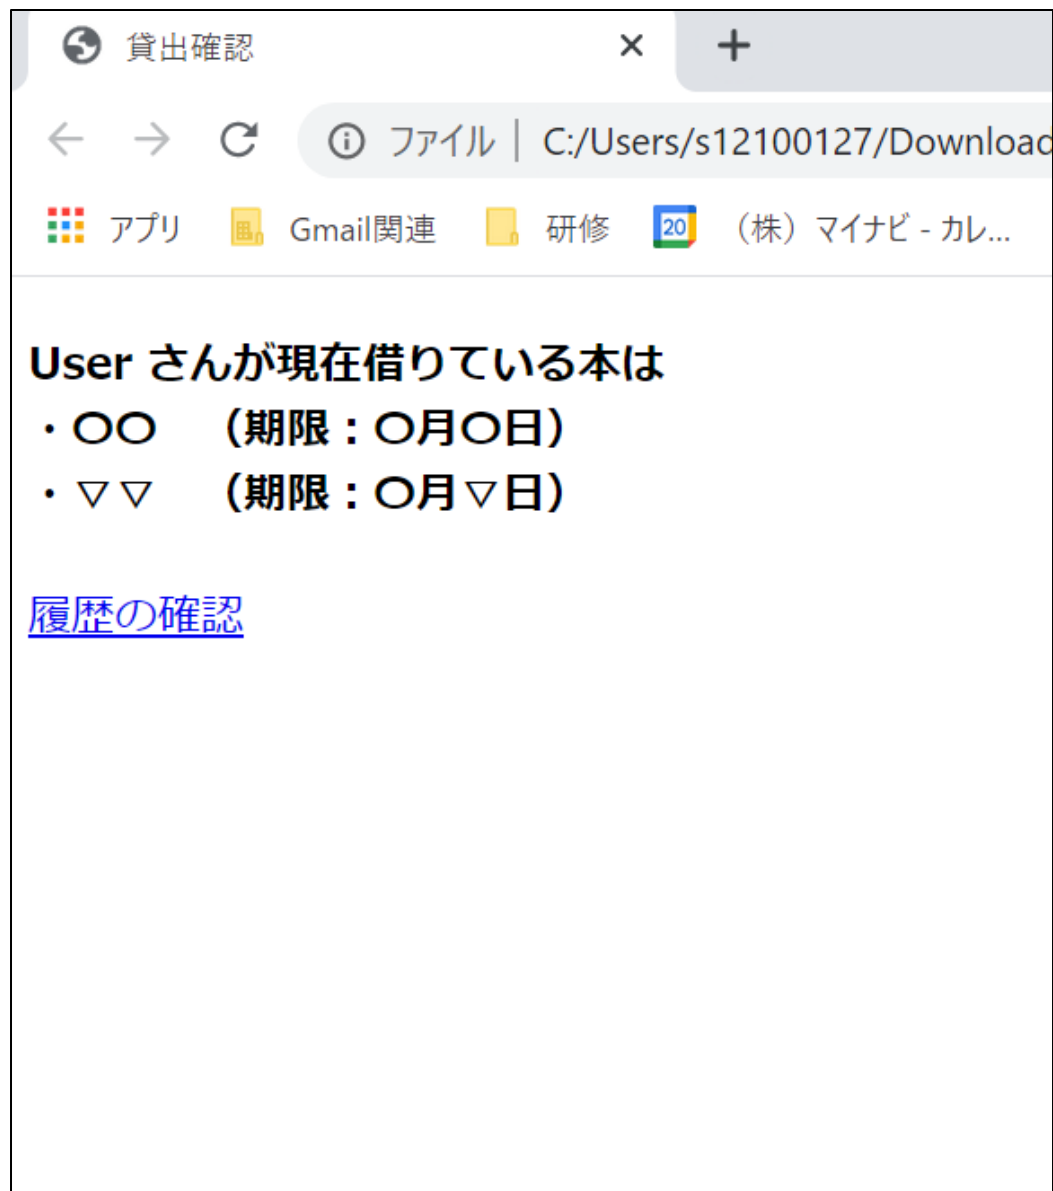 貸出確認
ファイル | C:/Users/s12100127/Download
アプリ Gmail関連 研修 20 （株）マイナビ - カレ...
User さんが現在借りている本は
・〇〇　（期限：〇月〇日）
・▽▽　（期限：〇月▽日）
履歴の確認